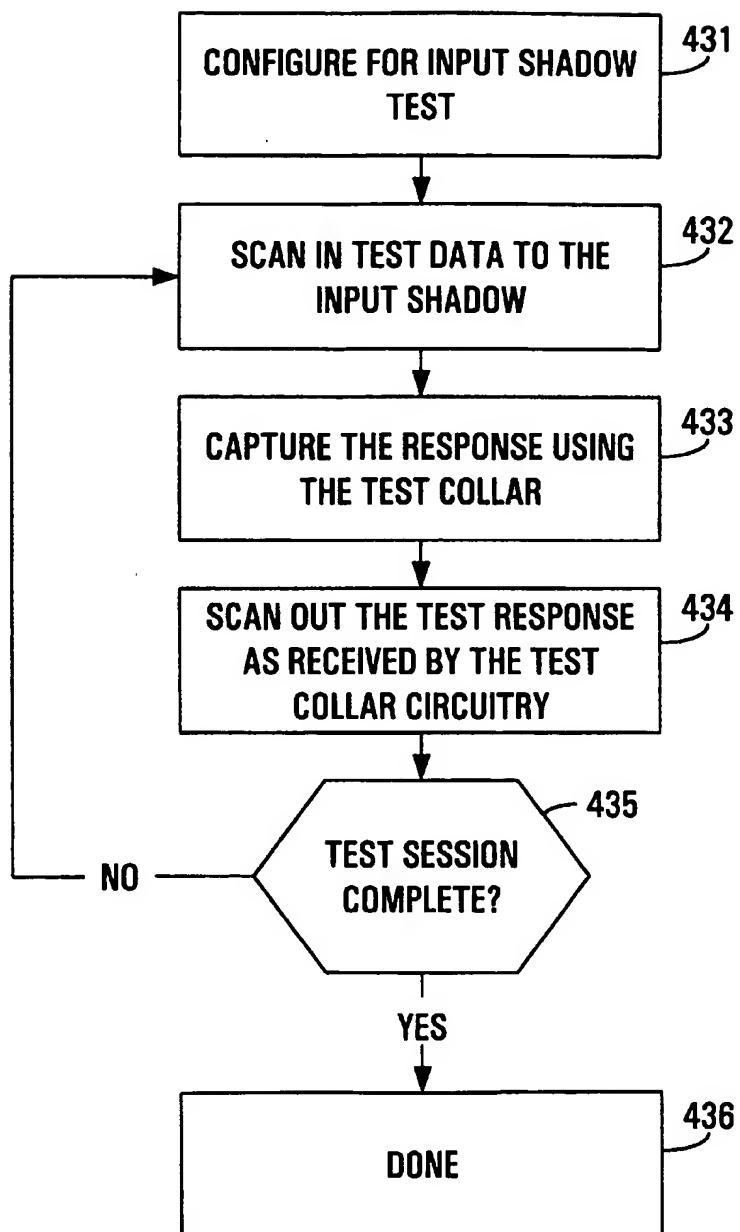 431
CONFIGURE FOR INPUT SHADOW
TEST
432
SCAN IN TEST DATA TO THE
INPUT SHADOW
433
CAPTURE THE RESPONSE USING
THE TEST COLLAR
434
SCAN OUT THE TEST RESPONSE
AS RECEIVED BY THE TEST
COLLAR CIRCUITRY
435
TEST SESSION
COMPLETE?
NO
YES
436
DONE